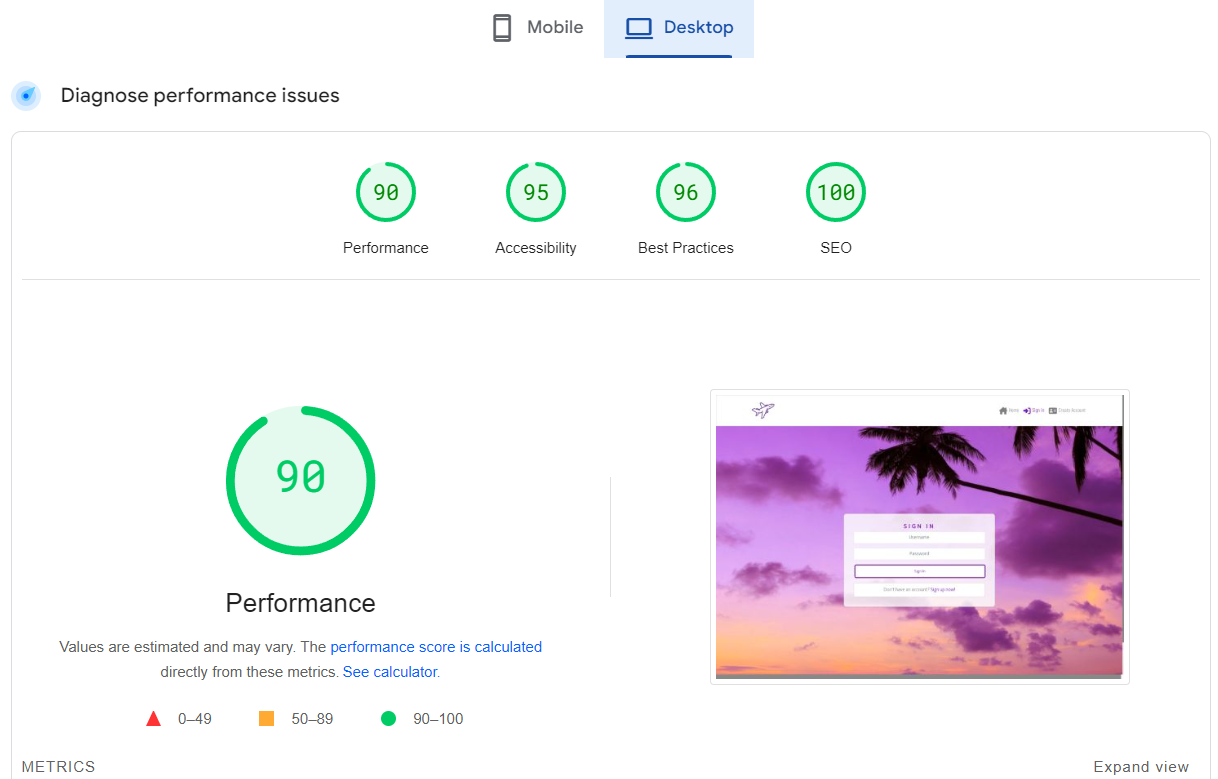 Mobile
Desktop
Diagnose performance issues
90
95
96
100
Performance
Accessibility
Best Practices
SEO
90
Performance
Values are estimated and may vary. The performance score is calculated
directly from these metrics. See calculator.
0–49
50–89
90–100
Home
Sign In
Create Account
SIGN IN
Username
Password
Sign In
Don't have an account? Sign up now!
METRICS
Expand view